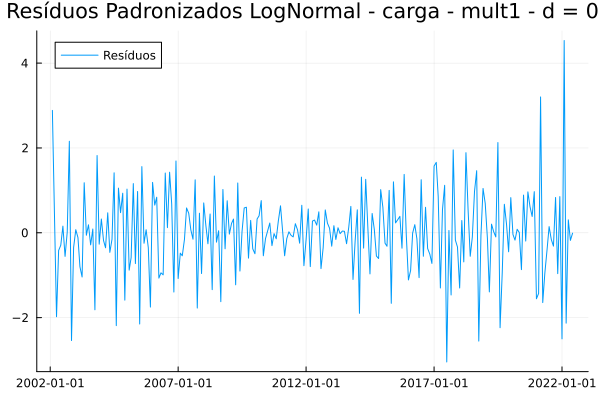 Resíduos Padronizados LogNormal - carga - mult1 - d = 0
Resíduos
4
2
0
−2
2002-01-01 2007-01-01 2012-01-01 2017-01-01 2022-01-01